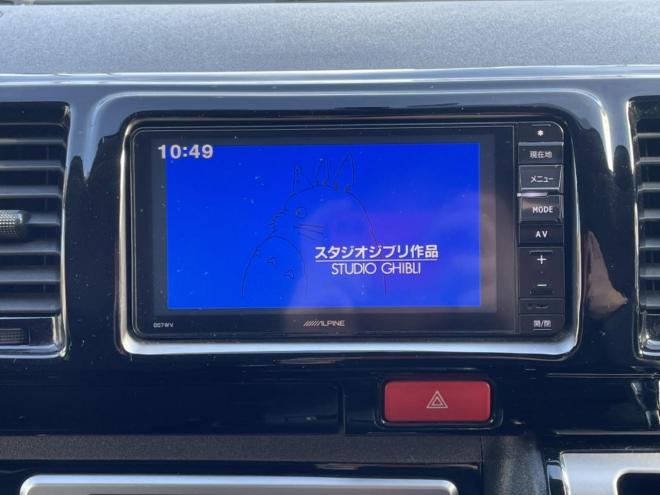 10:49
スタジオジブリ作品
STUDIO GHIBLI
現在地
メニュー
MODE
AV
+
-
開/閉
007WV
ALPINE